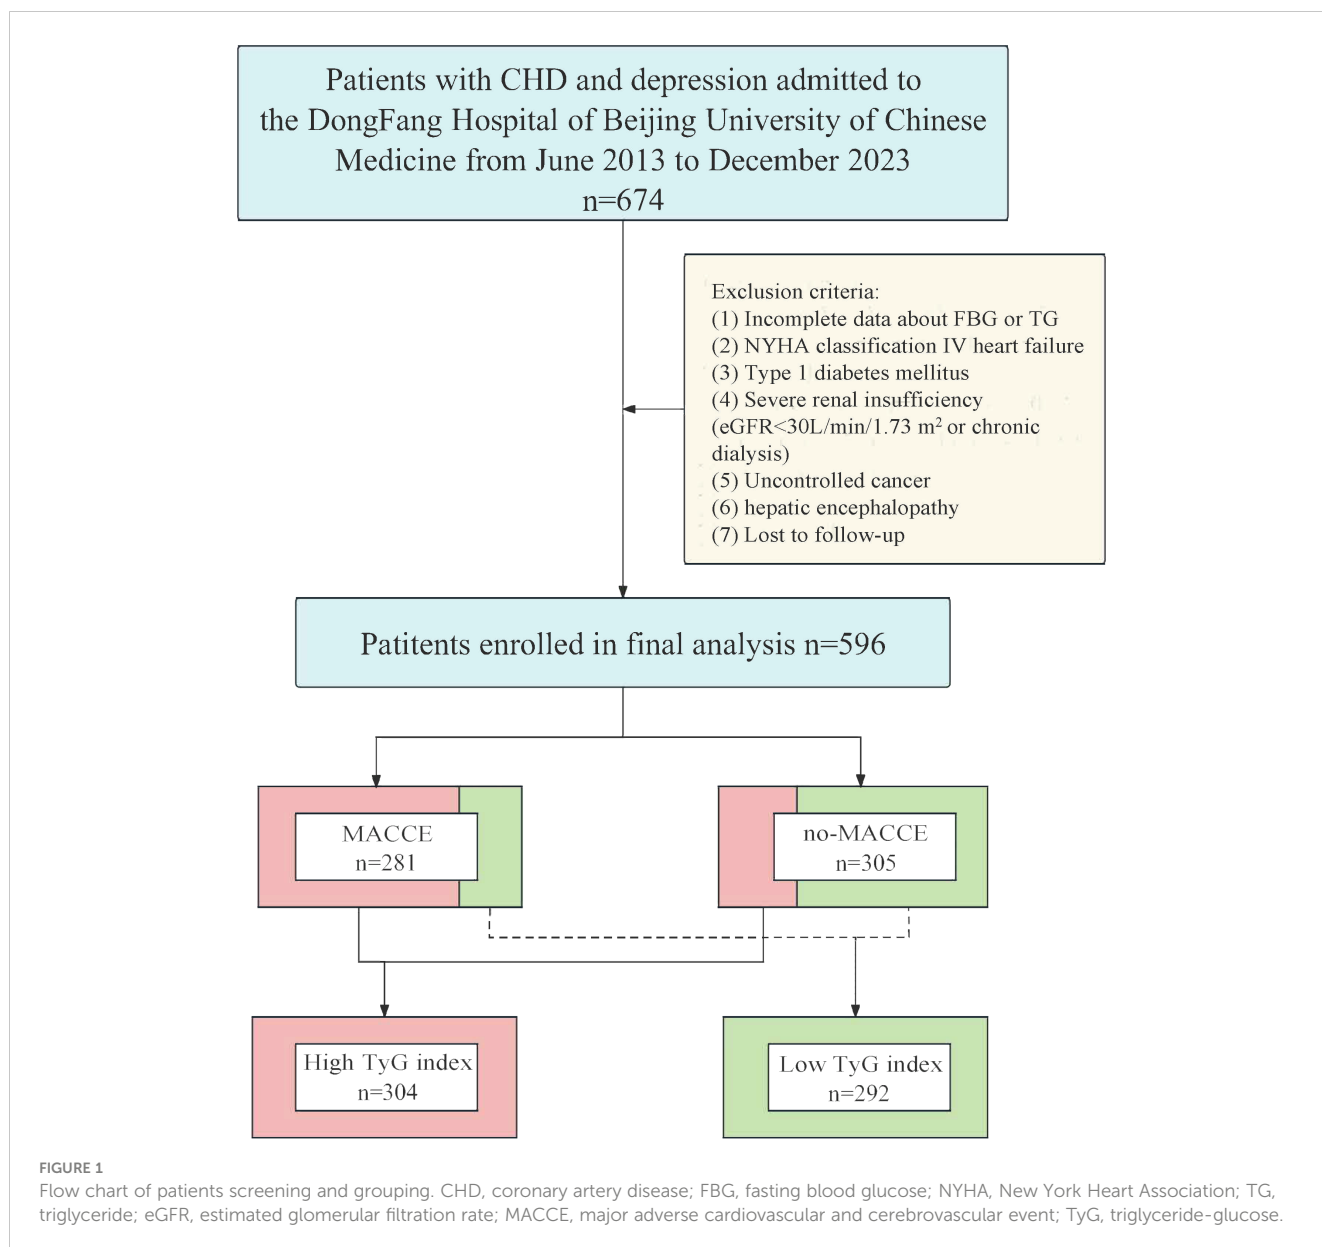 Patients with CHD and depression admitted to
the DongFang Hospital of Beijing University of Chinese
Medicine from June 2013 to December 2023
n=674
Exclusion criteria:
(1) Incomplete data about FBG or TG
(2) NYHA classification IV heart failure
(3) Type 1 diabetes mellitus
(4) Severe renal insufficiency
(eGFR<30L/min/1.73 m² or chronic
dialysis)
(5) Uncontrolled cancer
(6) hepatic encephalopathy
(7) Lost to follow-up
Patitents enrolled in final analysis n=596
MACCE
n=281
no-MACCE
n=305
High TyG index
n=304
Low TyG index
n=292
FIGURE 1
Flow chart of patients screening and grouping. CHD, coronary artery disease; FBG, fasting blood glucose; NYHA, New York Heart Association; TG,
triglyceride; eGFR, estimated glomerular filtration rate; MACCE, major adverse cardiovascular and cerebrovascular event; TyG, triglyceride-glucose.